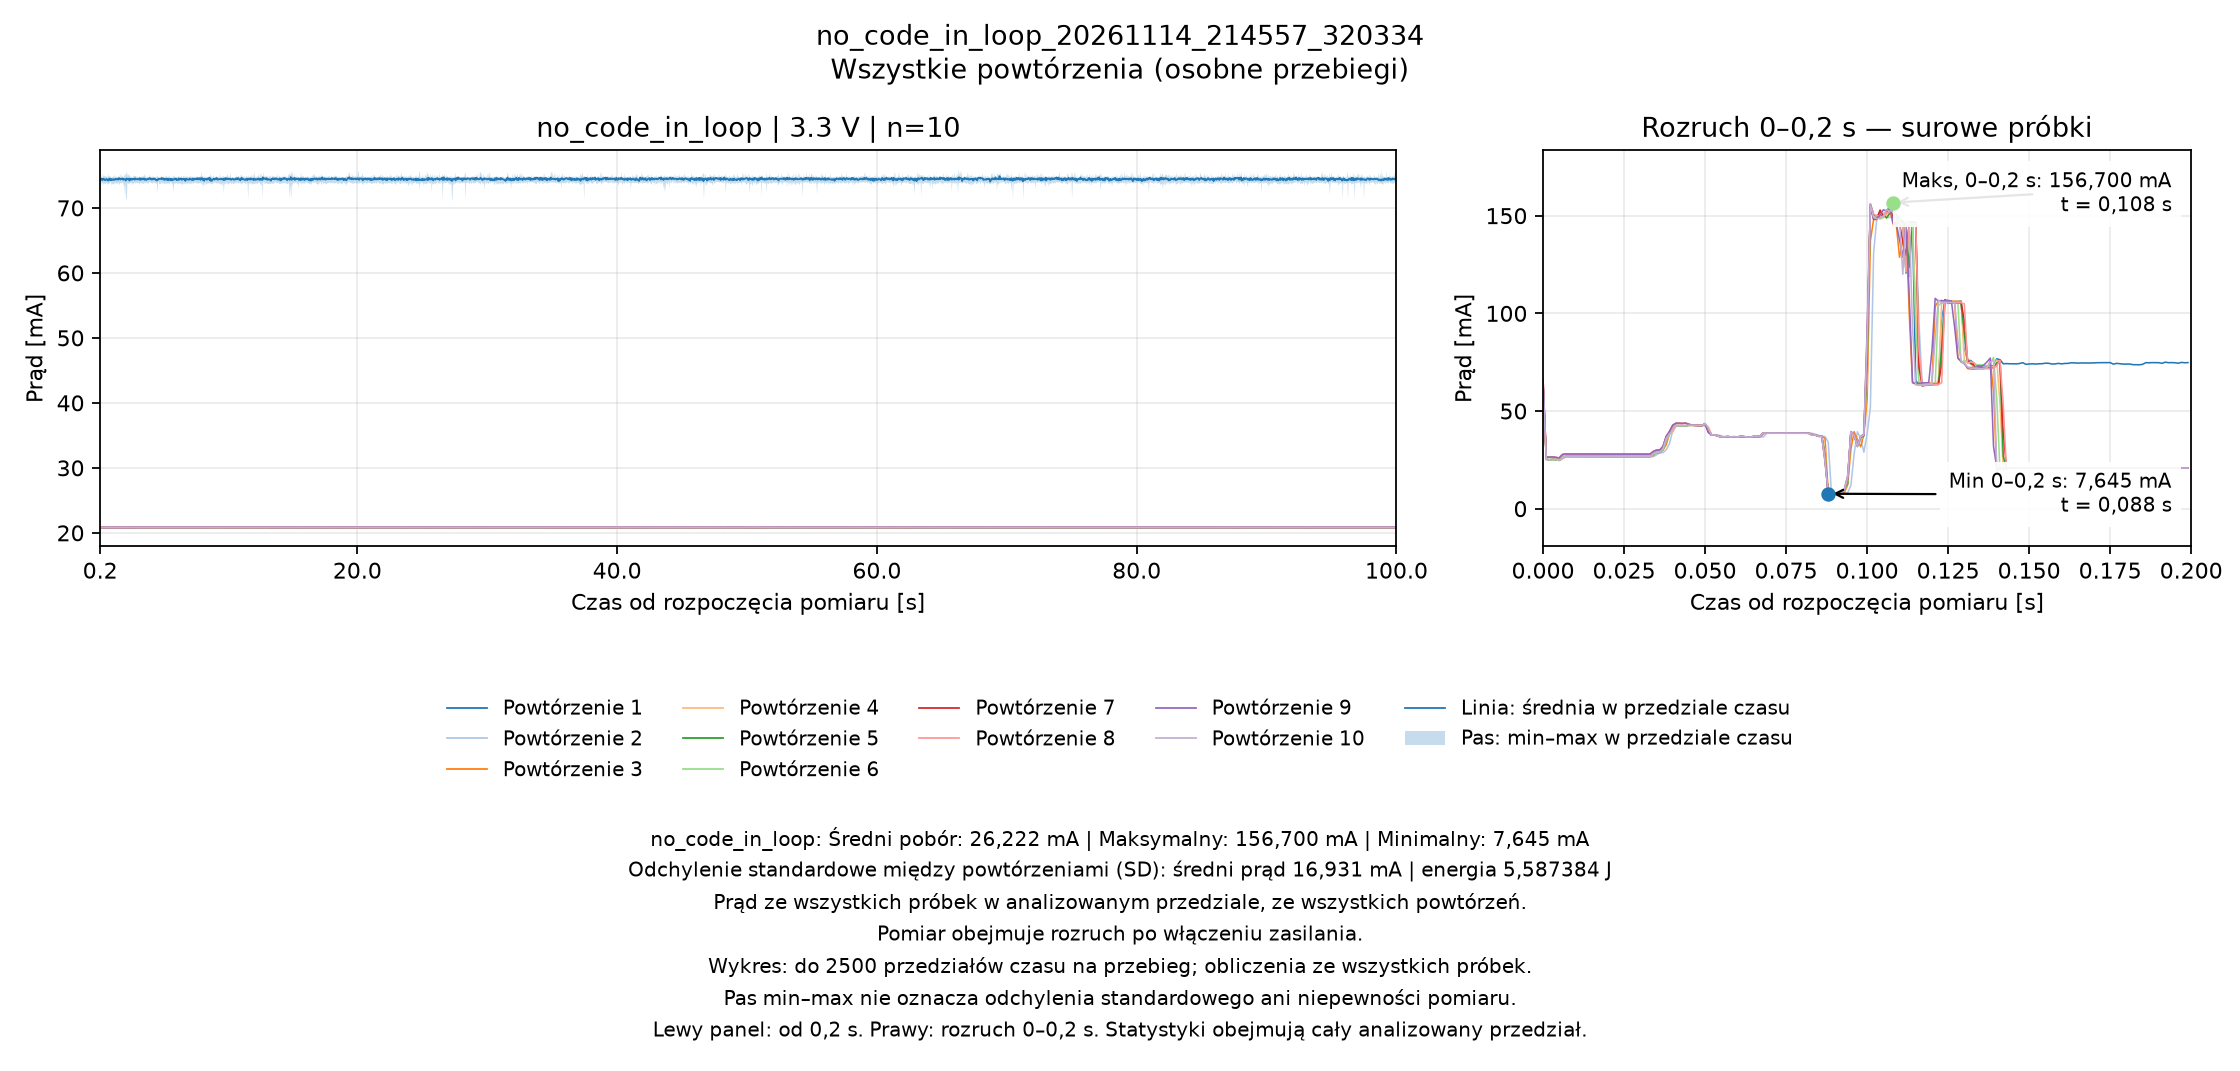 no_code_in_loop_20261114_214557_320334
Wszystkie powtórzenia (osobne przebiegi)
no_code_in_loop | 3.3 V | n=10
Prąd [mA]
70
60
50
40
30
20
0.2
20.0
40.0
60.0
80.0
100.0
Czas od rozpoczęcia pomiaru [s]
Rozruch 0–0,2 s — surowe próbki
Maks, 0–0,2 s: 156,700 mA
t = 0,108 s
Prąd [mA]
150
100
50
0
Min 0–0,2 s: 7,645 mA
t = 0,088 s
0.000
0.025
0.050
0.075
0.100
0.125
0.150
0.175
0.200
Czas od rozpoczęcia pomiaru [s]
Powtórzenie 1
Powtórzenie 2
Powtórzenie 3
Powtórzenie 4
Powtórzenie 5
Powtórzenie 6
Powtórzenie 7
Powtórzenie 8
Powtórzenie 9
Powtórzenie 10
Linia: średnia w przedziale czasu
Pas: min–max w przedziale czasu
no_code_in_loop: Średni pobór: 26,222 mA | Maksymalny: 156,700 mA | Minimalny: 7,645 mA
Odchylenie standardowe między powtórzeniami (SD): średni prąd 16,931 mA | energia 5,587384 J
Prąd ze wszystkich próbek w analizowanym przedziale, ze wszystkich powtórzeń.
Pomiar obejmuje rozruch po włączeniu zasilania.
Wykres: do 2500 przedziałów czasu na przebieg; obliczenia ze wszystkich próbek.
Pas min–max nie oznacza odchylenia standardowego ani niepewności pomiaru.
Lewy panel: od 0,2 s. Prawy: rozruch 0–0,2 s. Statystyki obejmują cały analizowany przedział.